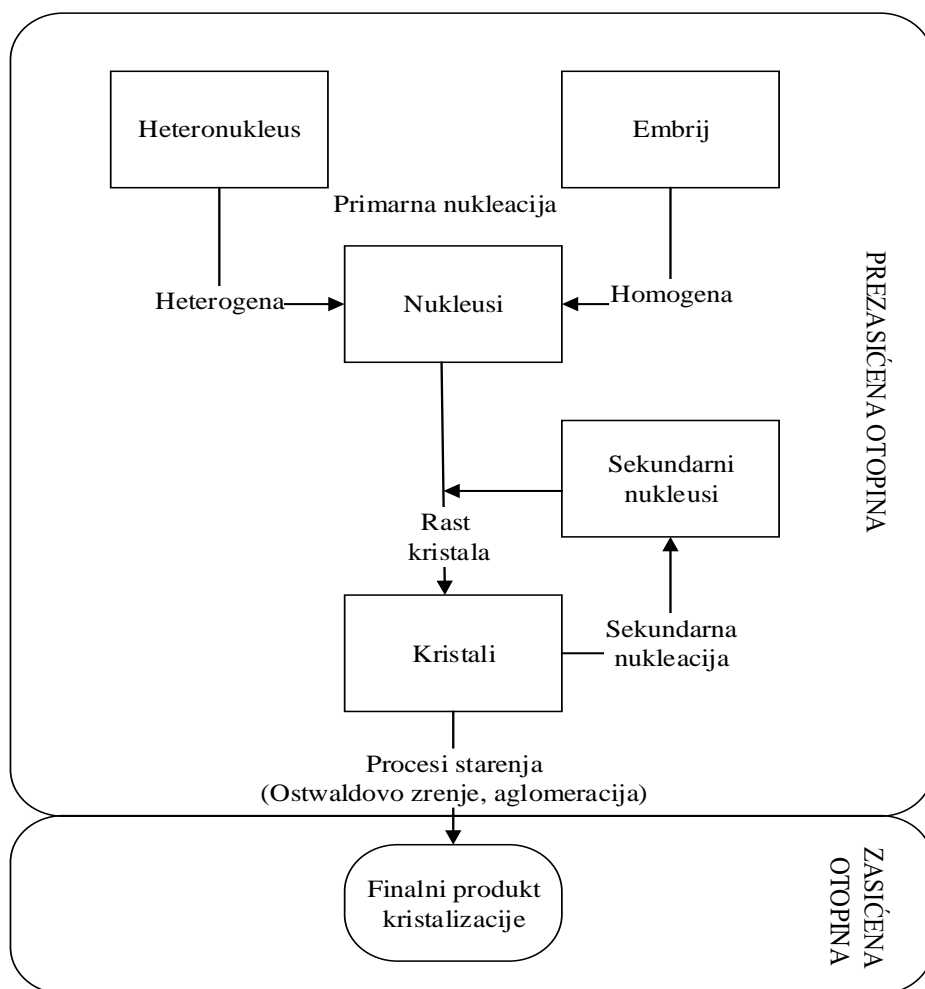 Heteronukleus
Embrij
Primarna nukleacija
Heterogena
Nukleusi
Homogena
PREZASIĆENA OTOPINA
Sekundarni
nukleusi
Rast
kristala
Kristali
Sekundarna
nukleacija
Procesi starenja
(Ostwaldovo zrenje, aglomeracija)
Finalni produkt
kristalizacije
ZASIĆENA
OTOPINA